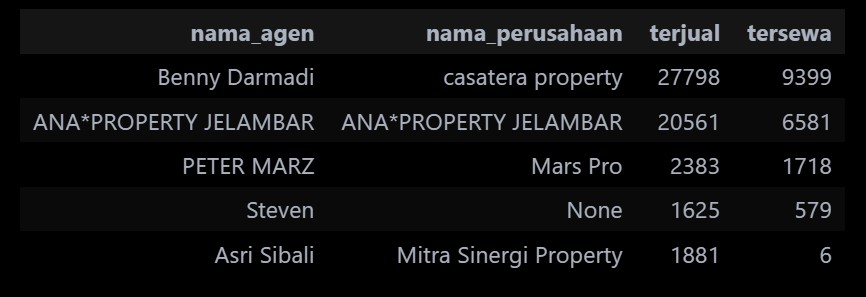 nama_agen nama_perusahaan terjual tersewa
Benny Darmadi casatera property 27798 9399
ANA*PROPERTY JELAMBAR ANA*PROPERTY JELAMBAR 20561 6581
PETER MARZ Mars Pro 2383 1718
Steven None 1625 579
Asri Sibali Mitra Sinergi Property 1881 6